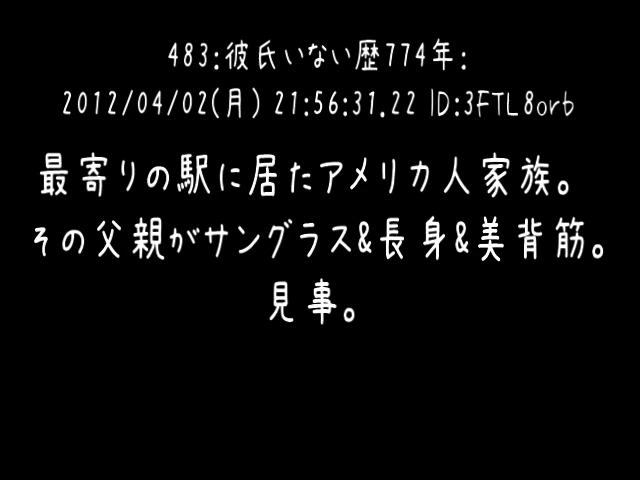 483:彼氏いない歴774年:
2012/04/02(月) 21:56:31.22 ID:3FTL8orb
最寄りの駅に居たアメリカ人家族。
その父親がサングラス&長身&美背筋。
見事。